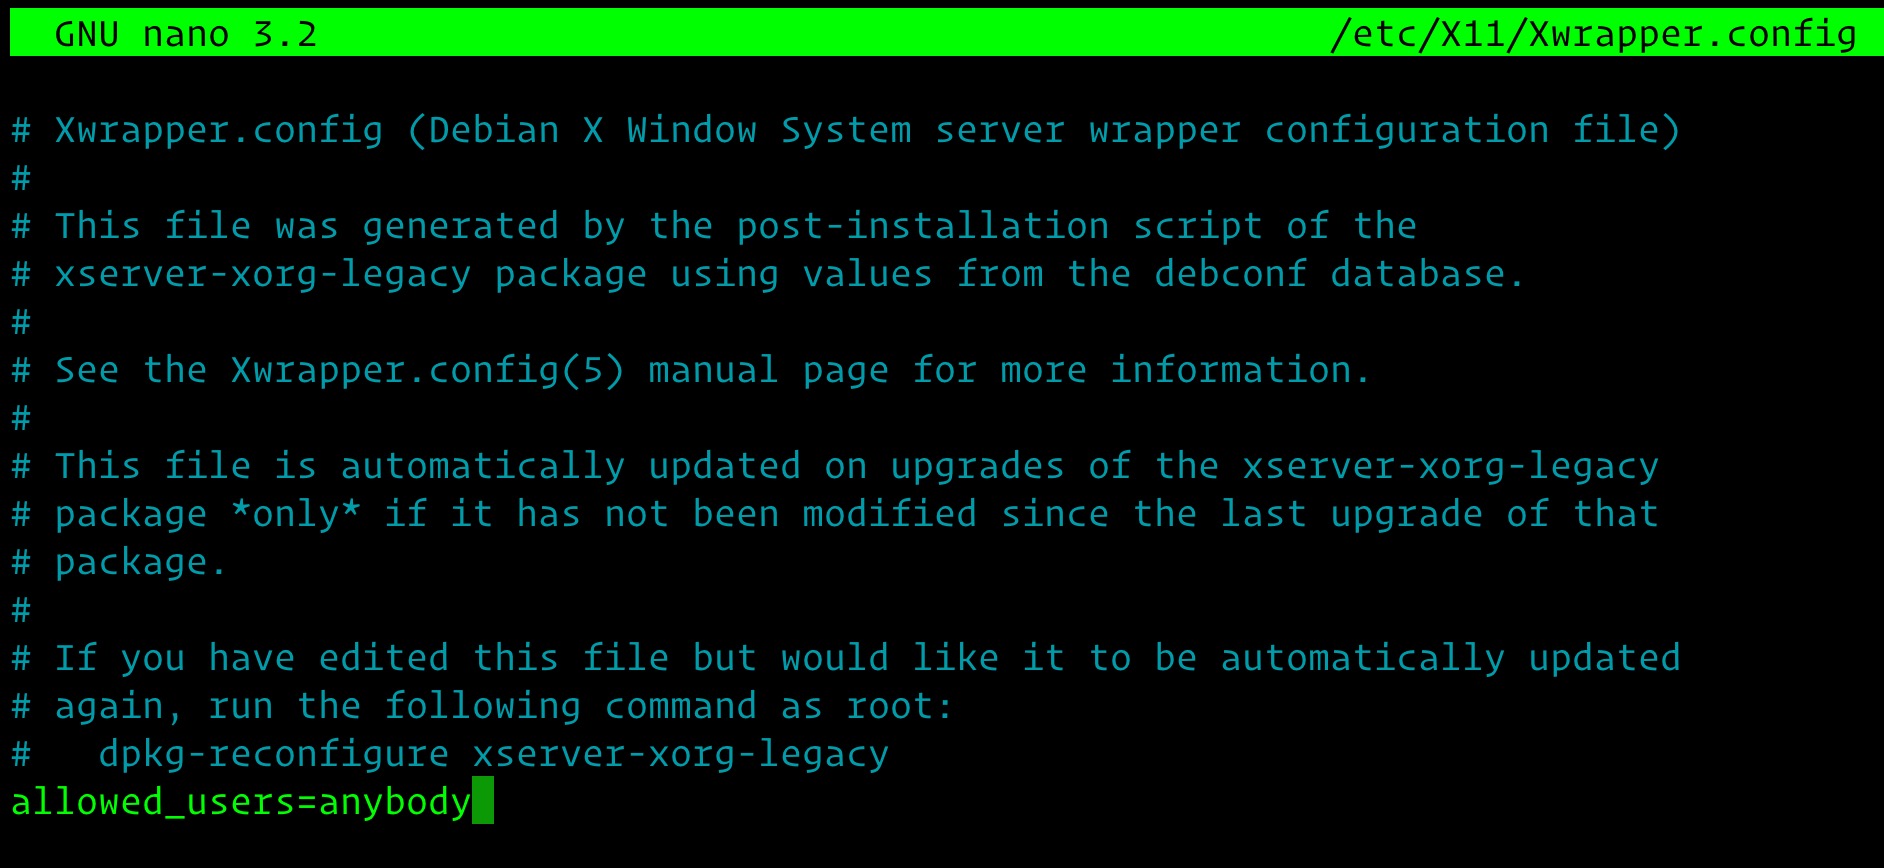 GNU nano 3.2 /etc/X11/Xwrapper.config
# Xwrapper.config (Debian X Window System server wrapper configuration file)
#
# This file was generated by the post-installation script of the
# xserver-xorg-legacy package using values from the debconf database.
#
# See the Xwrapper.config(5) manual page for more information.
#
# This file is automatically updated on upgrades of the xserver-xorg-legacy
# package *only* if it has not been modified since the last upgrade of that
# package.
#
# If you have edited this file but would like it to be automatically updated
# again, run the following command as root:
#   dpkg-reconfigure xserver-xorg-legacy
allowed_users=anybody